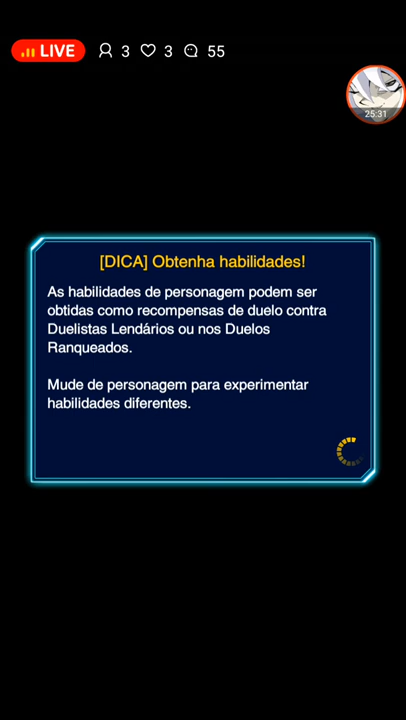 LIVE 3 3 55
25:31
[DICA] Obtenha habilidades!
As habilidades de personagem podem ser
obtidas como recompensas de duelo contra
Duelistas Lendários ou nos Duelos
Ranqueados.
Mude de personagem para experimentar
habilidades diferentes.